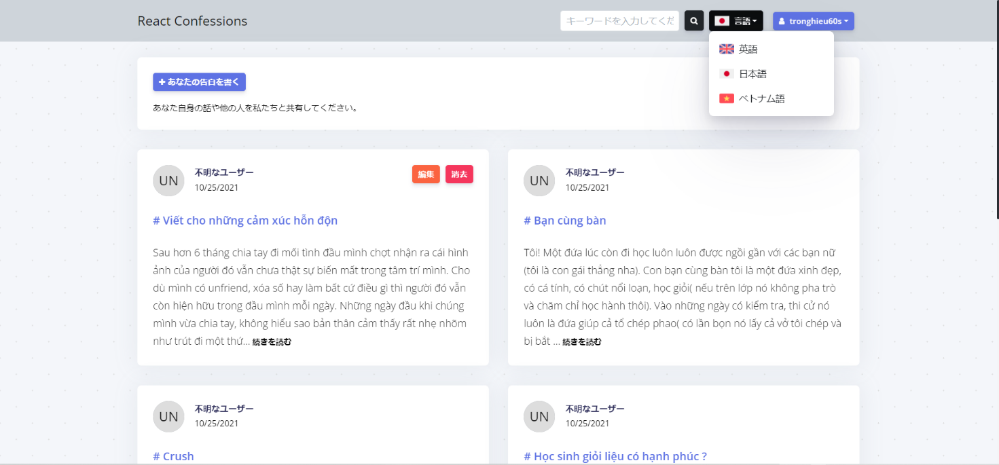 React Confessions
キーワードを入力してくだ
言語
tronghieu60s
英語
日本語
ベトナム語
+ あなたの告白を書く
あなた自身の話や他の人を私たちと共有してください。
UN
不明なユーザー
10/25/2021
編集
消去
# Viết cho những cảm xúc hỗn độn
Sau hơn 6 tháng chia tay đi mối tình đầu mình chợt nhận ra cái hình
ảnh của người đó vẫn chưa thật sự biến mất trong tâm trí mình. Cho
dù mình có unfriend, xóa số hay làm bất cứ điều gì thì người đó vẫn
còn hiện hữu trong đầu mình mỗi ngày. Những ngày đầu khi chúng
mình vừa chia tay, không hiểu sao bản thân cảm thấy rất nhẹ nhõm
như trút đi một thứ... 続きを読む
UN
不明なユーザー
10/25/2021
# Bạn cùng bàn
Tôi! Một đứa lúc còn đi học luôn luôn được ngồi gần với các bạn nữ
(tôi là con gái thẳng nha). Con bạn cùng bàn tôi là một đứa xinh đẹp,
có cá tính, có chút nổi loạn, học giỏi( nếu trên lớp nó không pha trò
và chăm chỉ học hành thôi). Vào những ngày có kiểm tra, thi cử nó
luôn là đứa giúp cả tổ chép phao( có lần bọn nó lấy cả vở tôi chép và
bị bắt ... 続きを読む
UN
不明なユーザー
10/25/2021
# Crush
UN
不明なユーザー
10/25/2021
# Học sinh giỏi liệu có hạnh phúc ?